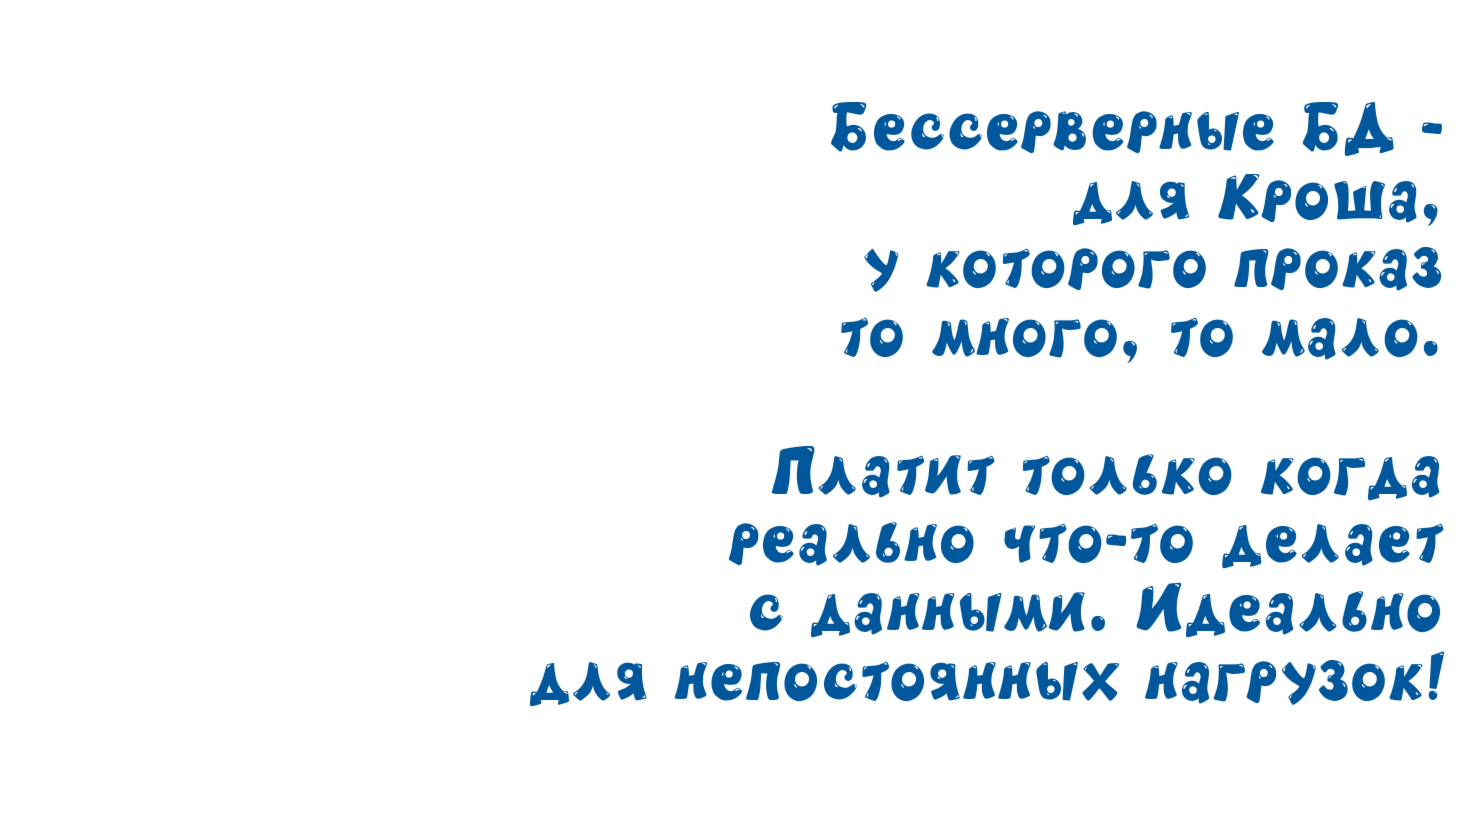 Бессерверные БД -
для Кроша,
у которого проказ
то много, то мало.
Платит только когда
реально что-то делает
с данными. Идеально
для непостоянных нагрузок!